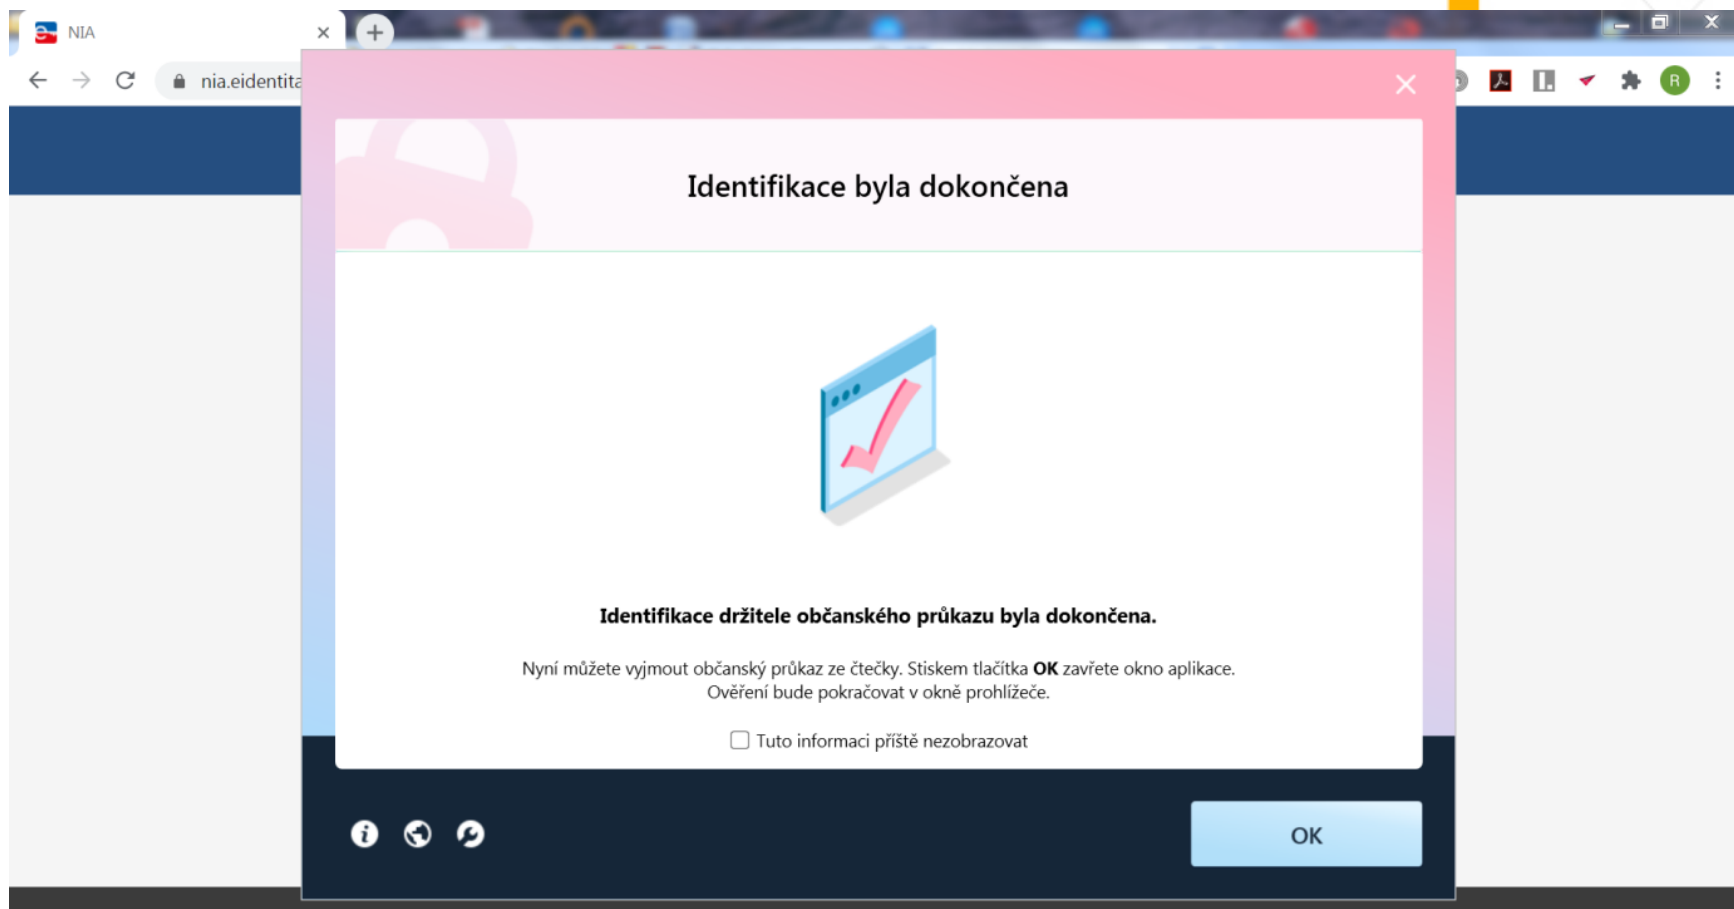 NIA
nia.eidentita
R
Identifikace byla dokončena
Identifikace držitele občanského průkazu byla dokončena.
Nyní můžete vyjmout občanský průkaz ze čtečky. Stiskem tlačítka OK zavřete okno aplikace.
Ověření bude pokračovat v okně prohlížeče.
Tuto informaci příště nezobrazovat
OK